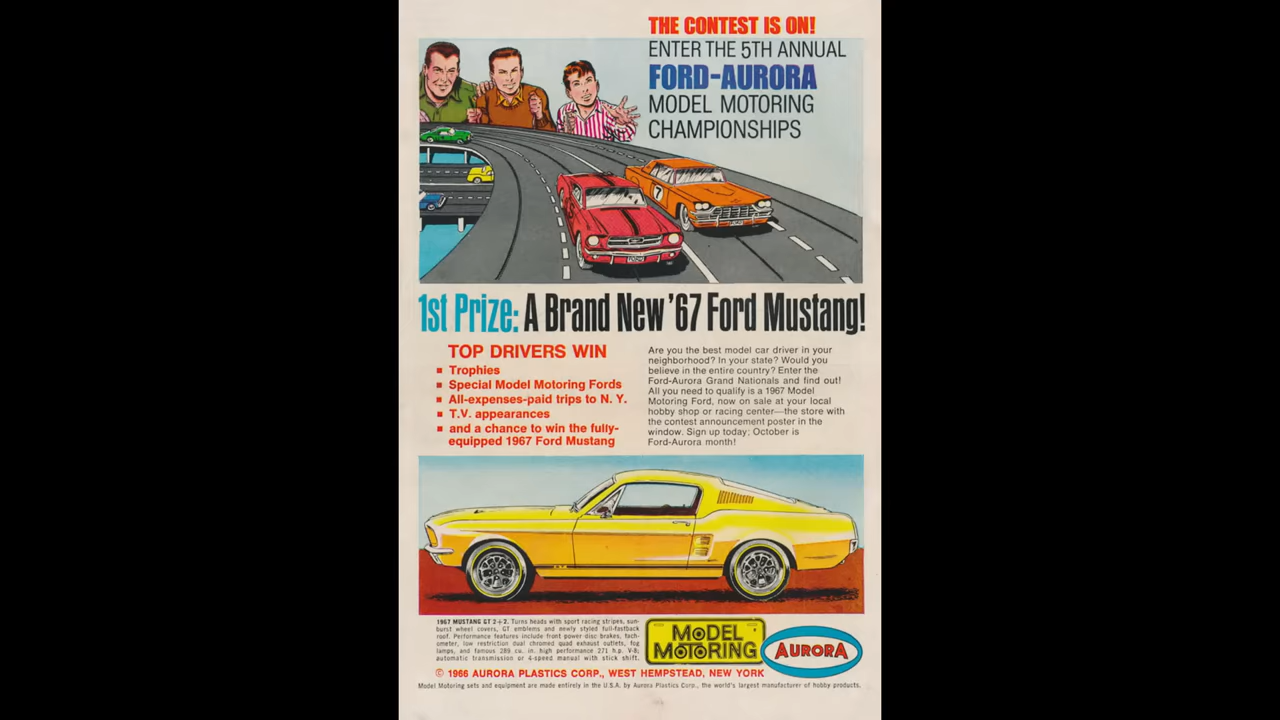 THE CONTEST IS ON!
ENTER THE 5TH ANNUAL
FORD-AURORA
MODEL MOTORING
CHAMPIONSHIPS
7
1st Prize: A Brand New '67 Ford Mustang!
TOP DRIVERS WIN
Trophies
Special Model Motoring Fords
All-expenses-paid trips to N. Y.
T.V. appearances
and a chance to win the fully-
equipped 1967 Ford Mustang
Are you the best model car driver in your
neighborhood? In your state? Would you
believe in the entire country? Enter the
Ford-Aurora Grand Nationals and find out!
All you need to qualify is a 1967 Model
Motoring Ford, now on sale at your local
hobby shop or racing center—the store with
the contest announcement poster in the
window. Sign up today; October is
Ford-Aurora month!
1967 MUSTANG GT 2+2. Turns heads with sport racing stripes, sun-
burst wheel covers, GT emblems and newly styled full-fastback
roof. Performance features include front power disc brakes, tach-
ometer, low restriction dual chromed quad exhaust outlets, fog
lamps, and famous 289 cu. in. high performance 271 h.p. V-8;
automatic transmission or 4-speed manual with stick shift.
MODEL
MOTORING
AURORA
© 1966 AURORA PLASTICS CORP., WEST HEMPSTEAD, NEW YORK
Model Motoring sets and equipment are made entirely in the U.S.A. by Aurora Plastics Corp., the world's largest manufacturer of hobby products.